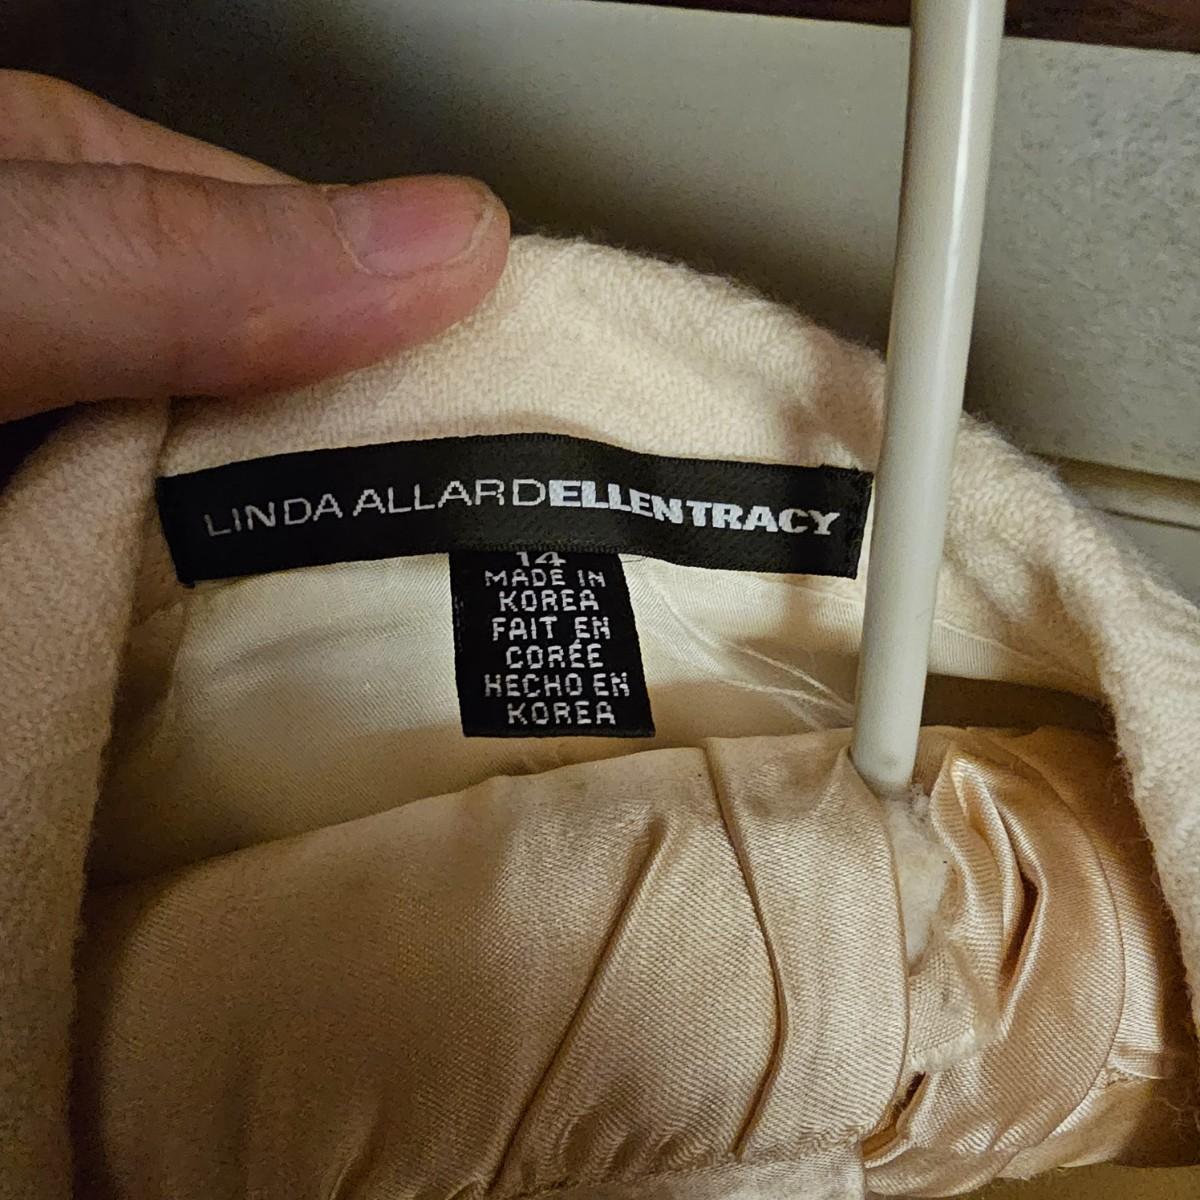 LINDA ALLARDELLENTRACY
14
MADE IN
KOREA
FAIT EN
CORÉE
HECHO EN
KOREA